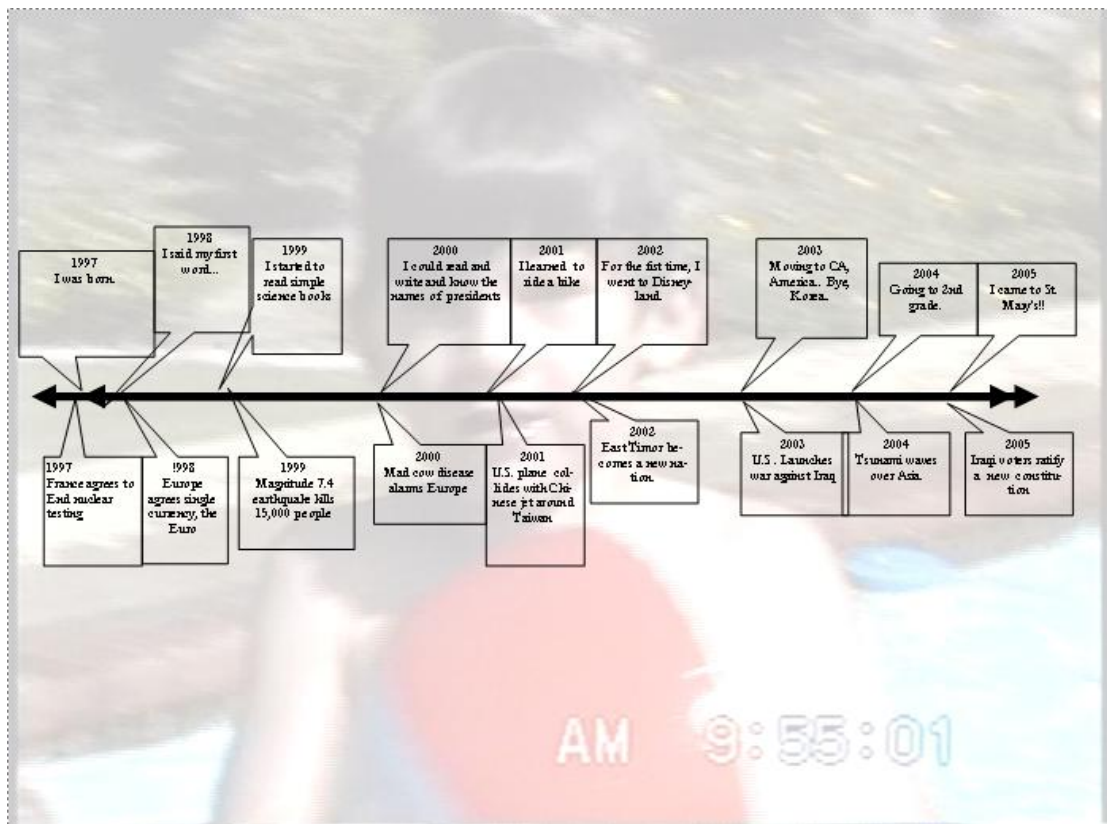 1997
I was born.
1998
I said my first
word...
1999
I started to
read simple
science books
2000
I could read and
write and know the
names of presidents
2001
I learned to
ride a bike
2002
For the fist time, I
went to Disney-
land.
2003
Moving to CA,
America.. Bye,
Korea.
2004
Going to 2nd
grade.
2005
I came to St.
Mary's!!
1997
France agrees to
End nuclear
testing
1998
Europe
agrees single
currency, the
Euro
1999
Magnitude 7.4
earthquake kills
15,000 people
2000
Mad cow disease
alarms Europe
2001
U.S. plane col-
lides with Chi-
nese jet around
Taiwan
2002
East Timor be-
comes a new na-
tion.
2003
U.S. Launches
war against Iraq
2004
Tsunami waves
over Asia.
2005
Iraqi voters ratify
a new constitu-
tion
AM 9:55:01